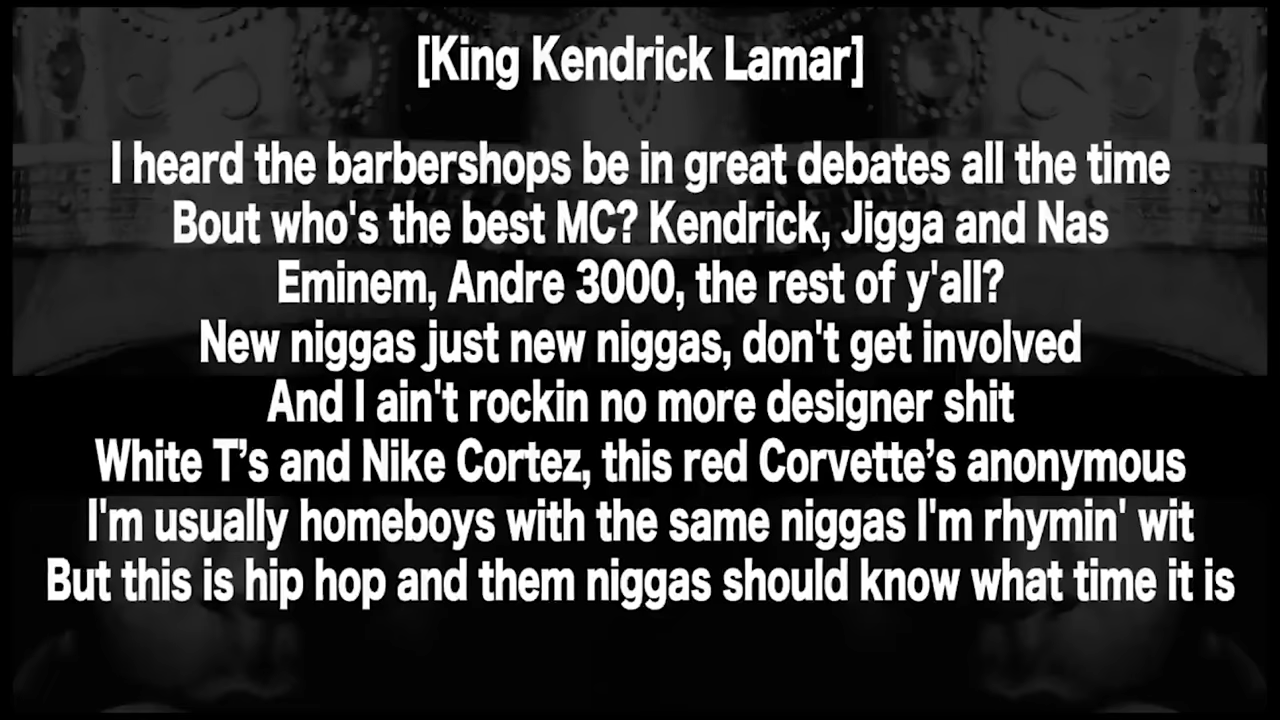 [King Kendrick Lamar]
I heard the barbershops be in great debates all the time
Bout who's the best MC? Kendrick, Jigga and Nas
Eminem, Andre 3000, the rest of y'all?
New niggas just new niggas, don't get involved
And I ain't rockin no more designer shit
White T’s and Nike Cortez, this red Corvette’s anonymous
I'm usually homeboys with the same niggas I'm rhymin' wit
But this is hip hop and them niggas should know what time it is